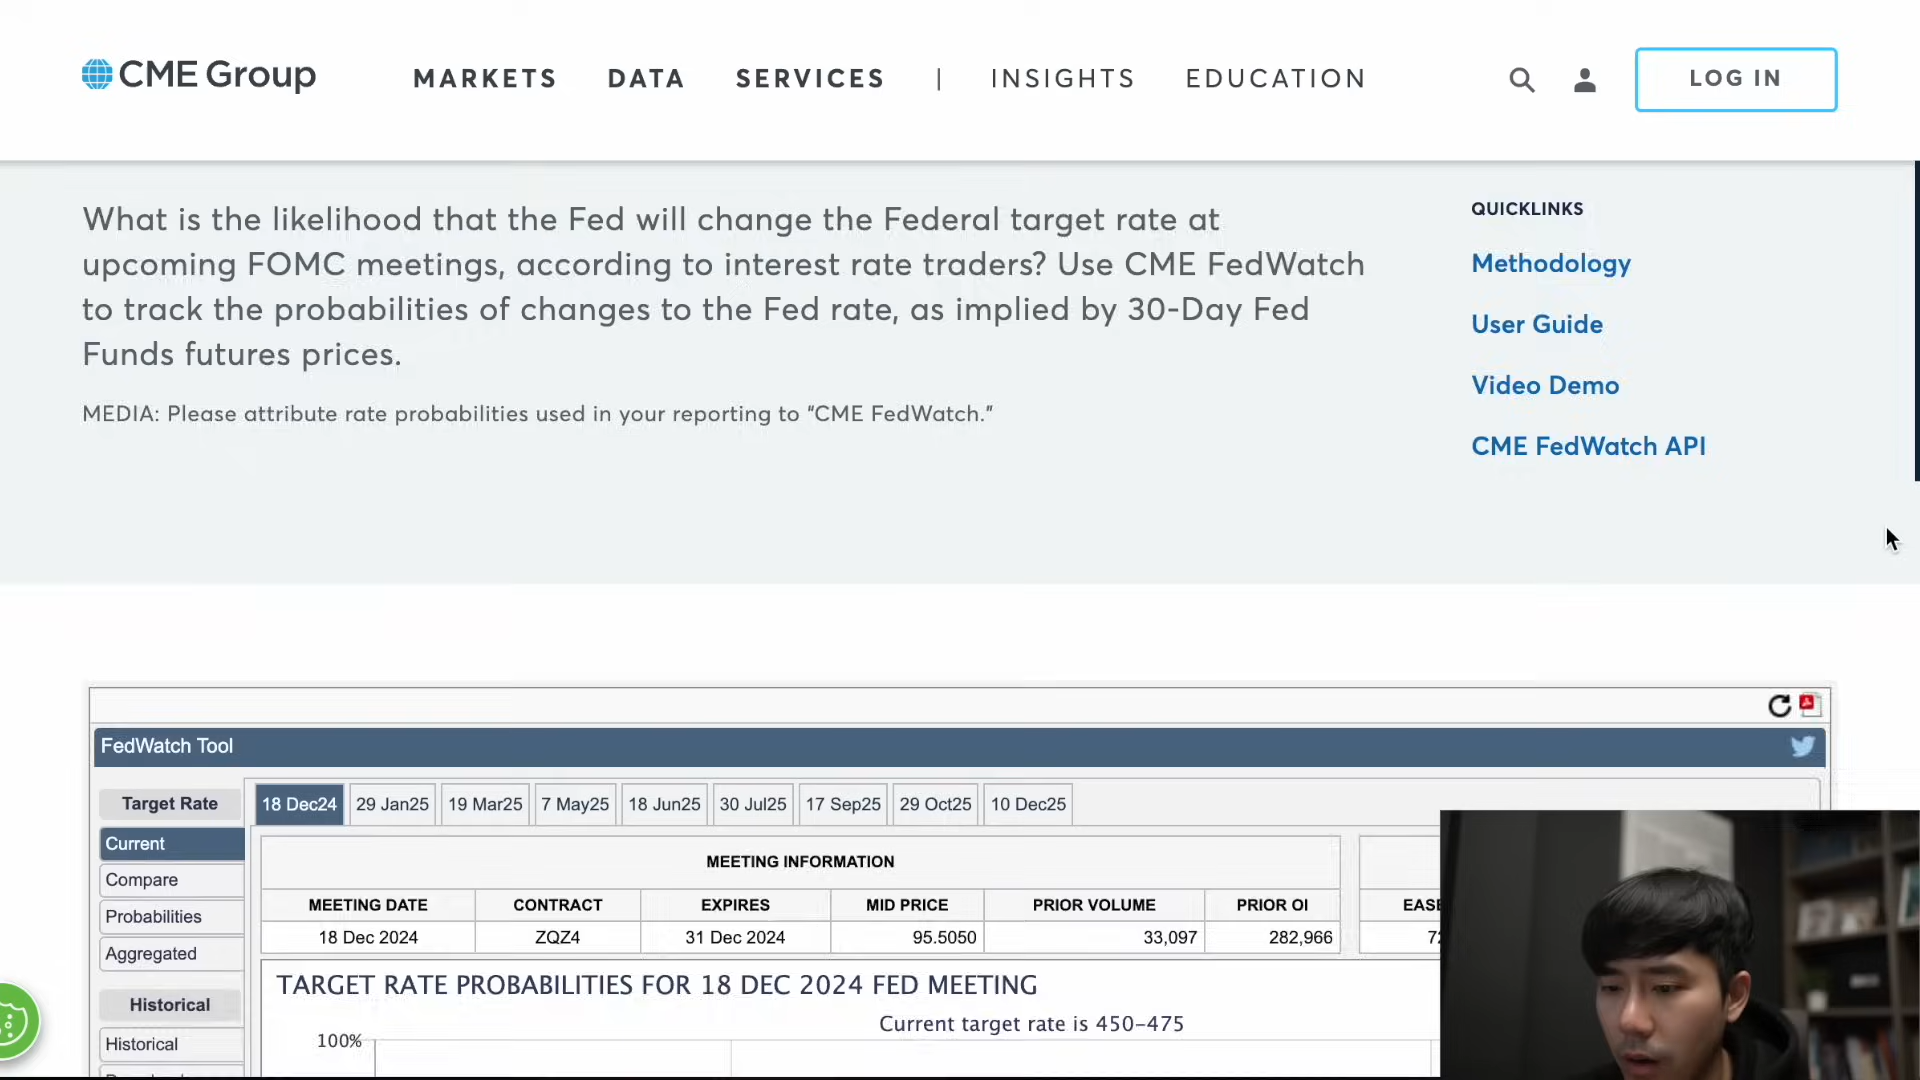 CME Group
MARKETS DATA SERVICES | INSIGHTS EDUCATION
LOG IN
What is the likelihood that the Fed will change the Federal target rate at
upcoming FOMC meetings, according to interest rate traders? Use CME FedWatch
to track the probabilities of changes to the Fed rate, as implied by 30-Day Fed
Funds futures prices.
MEDIA: Please attribute rate probabilities used in your reporting to “CME FedWatch.”
QUICKLINKS
Methodology
User Guide
Video Demo
CME FedWatch API
FedWatch Tool
Target Rate
Current
Compare
Probabilities
Aggregated
Historical
Historical
18 Dec24 29 Jan25 19 Mar25 7 May25 18 Jun25 30 Jul25 17 Sep25 29 Oct25 10 Dec25
MEETING INFORMATION
MEETING DATE CONTRACT EXPIRES MID PRICE PRIOR VOLUME PRIOR OI
18 Dec 2024 ZQZ4 31 Dec 2024 95.5050 33,097 282,966
TARGET RATE PROBABILITIES FOR 18 DEC 2024 FED MEETING
Current target rate is 450–475
100%